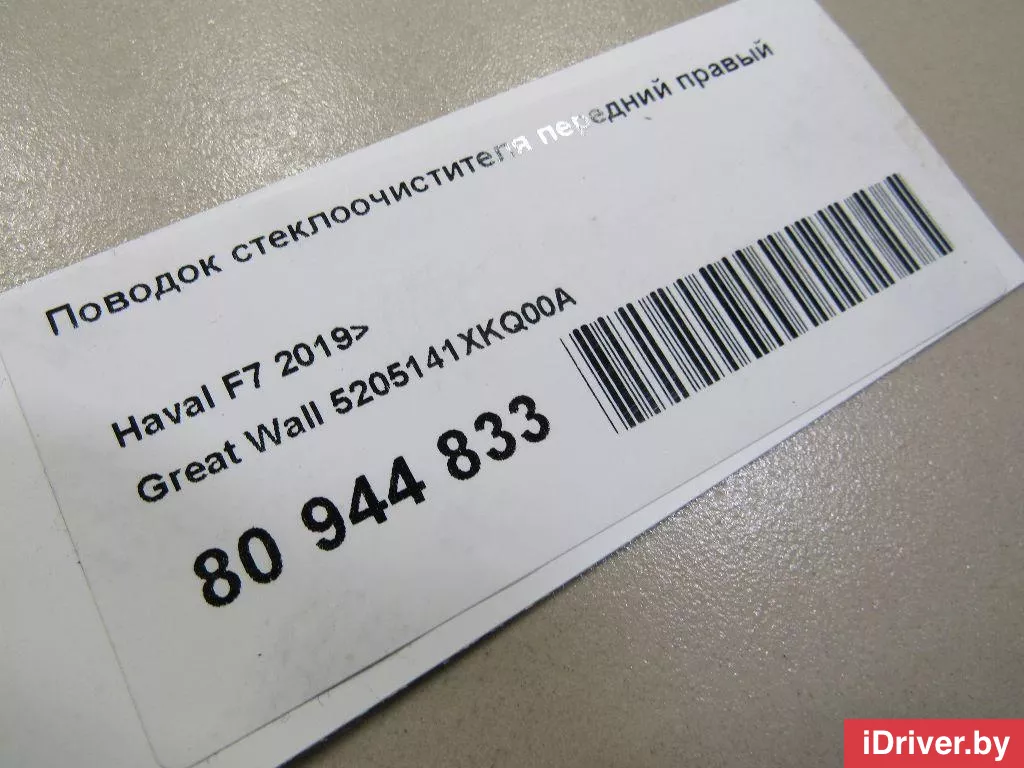 Поводок стеклоочистителя передний правый
Haval F7 2019>
Great Wall 5205141XKQ00A
80 944 833
iDriver.by